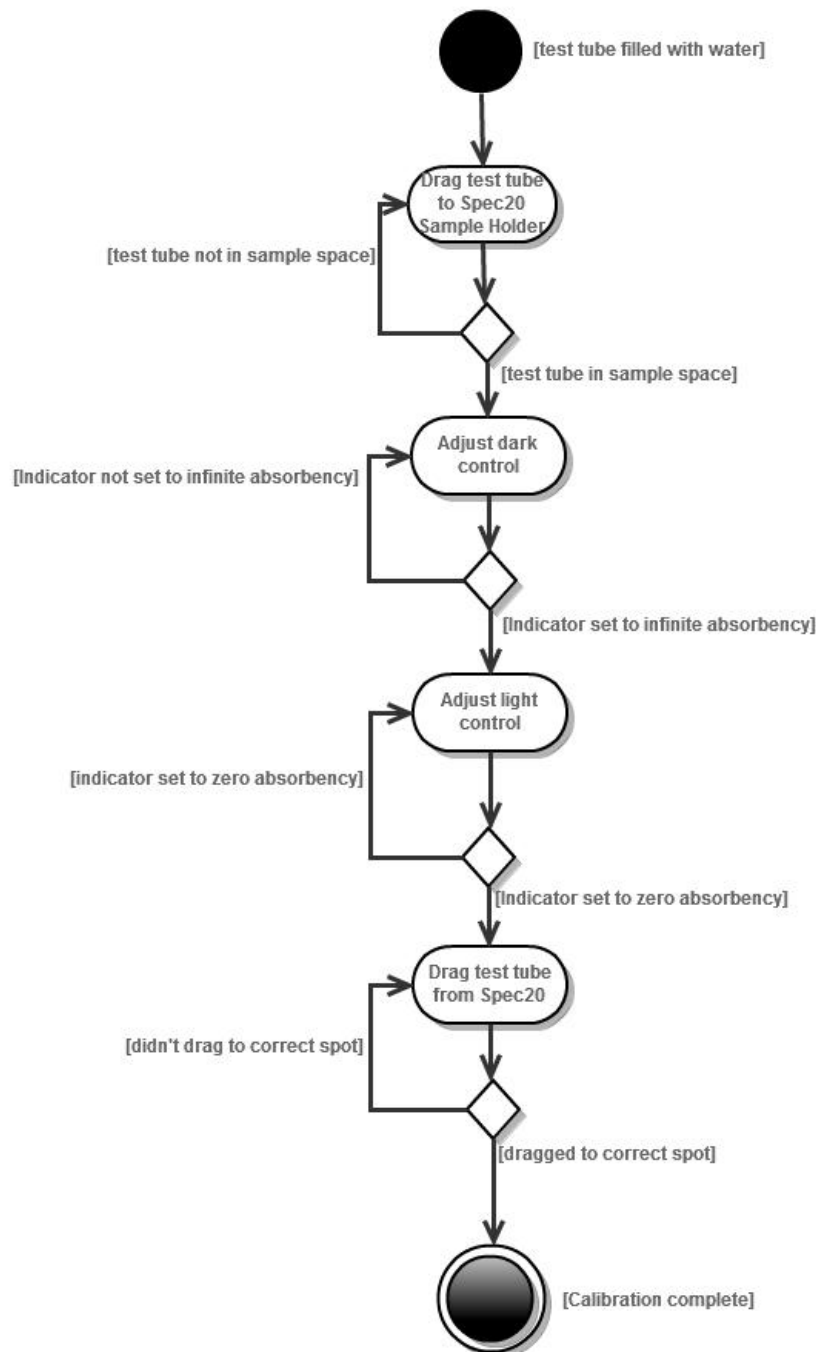 [test tube filled with water]
Drag test tube
to Spec20
Sample Holder
[test tube not in sample space]
[test tube in sample space]
Adjust dark
control
[Indicator not set to infinite absorbency]
[Indicator set to infinite absorbency]
Adjust light
control
[indicator set to zero absorbency]
[Indicator set to zero absorbency]
Drag test tube
from Spec20
[didn't drag to correct spot]
[dragged to correct spot]
[Calibration complete]